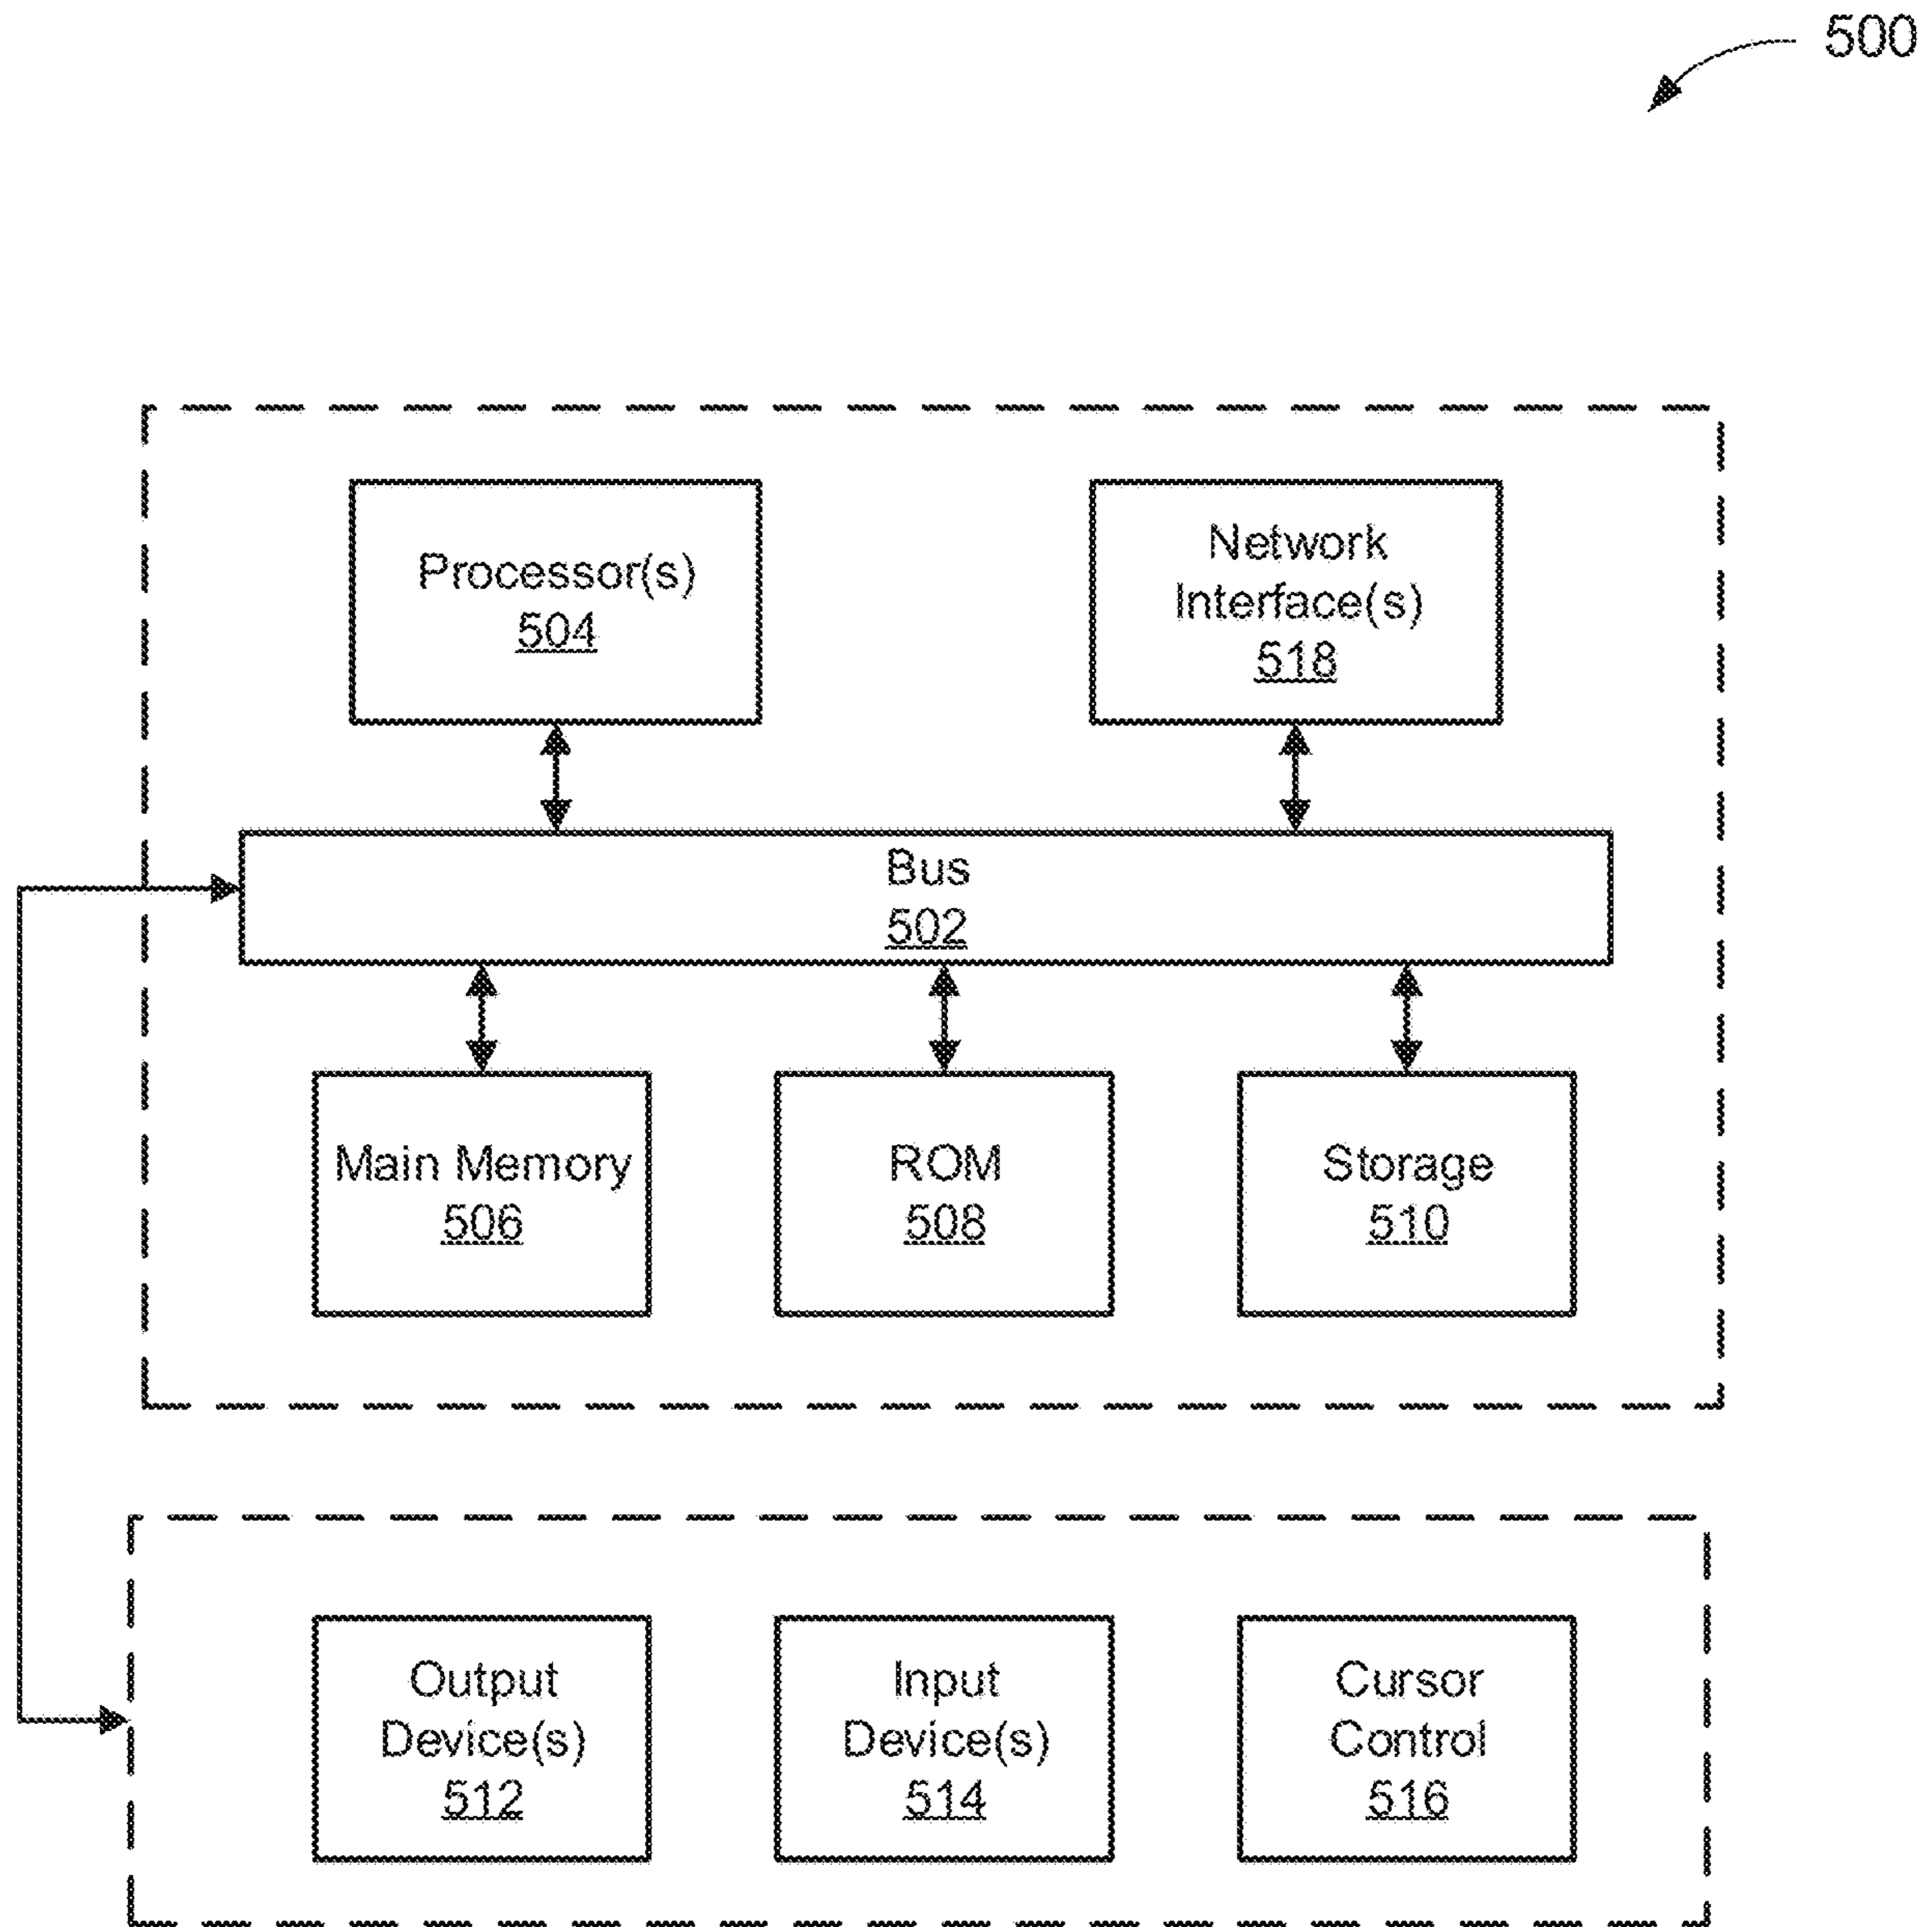 500
Processor(s)
504
Network
Interface(s)
518
Bus
502
Main Memory
506
ROM
508
Storage
510
Output
Device(s)
512
Input
Device(s)
514
Cursor
Control
516